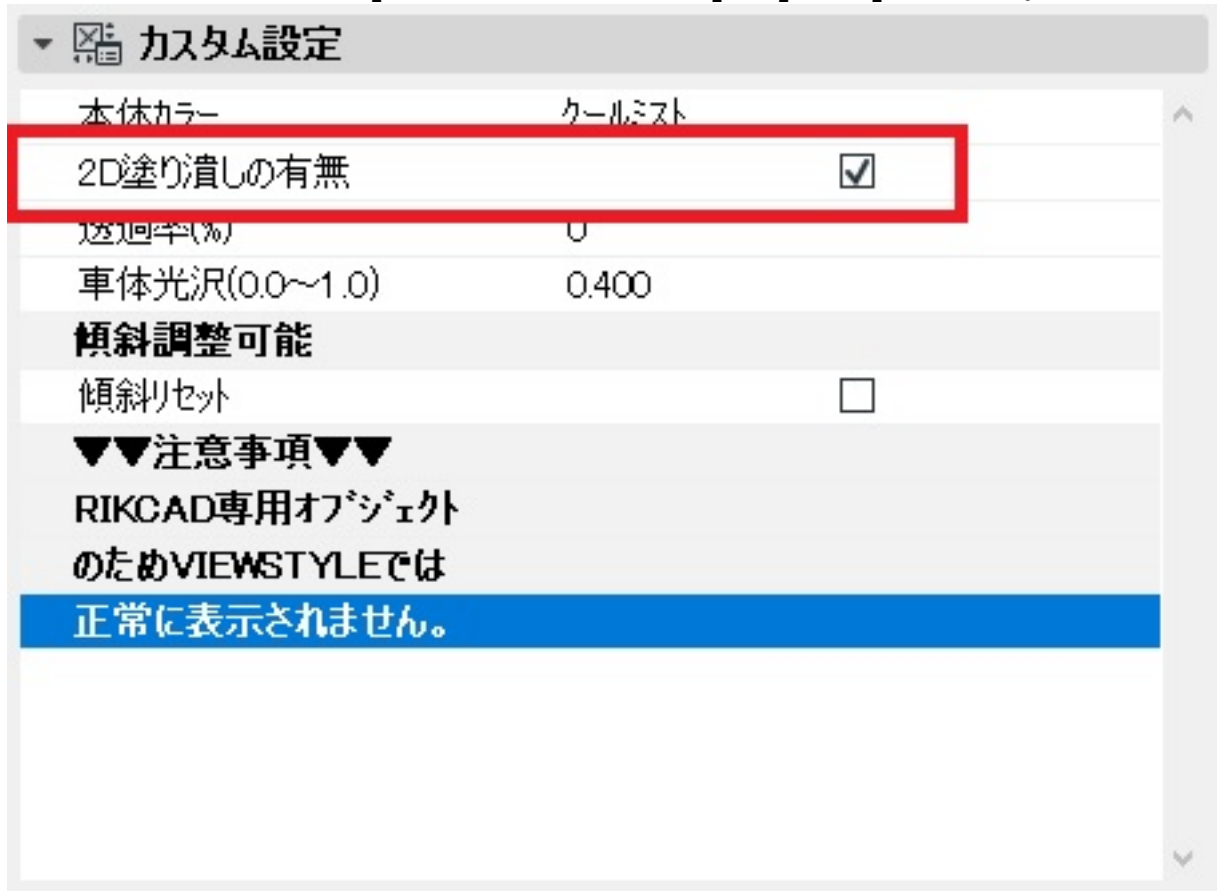 カスタム設定
本体カラー クールミスト
2D塗り潰しの有無
透過率(%) 0
車体光沢(0.0～1.0) 0.400
傾斜調整可能
傾斜リセット
▼▼注意事項▼▼
RIKCAD専用オブジェクト
のためVIEWSTYLEでは
正常に表示されません。